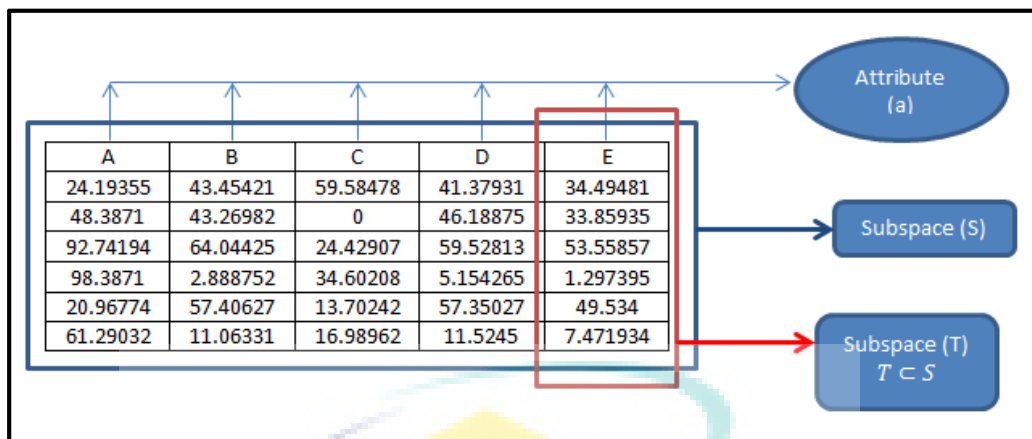 Attribute
(a)
A B C D E
24.19355 43.45421 59.58478 41.37931 34.49481
48.3871 43.26982 0 46.18875 33.85935
92.74194 64.04425 24.42907 59.52813 53.55857
98.3871 2.888752 34.60208 5.154265 1.297395
20.96774 57.40627 13.70242 57.35027 49.534
61.29032 11.06331 16.98962 11.5245 7.471934
Subspace (S)
Subspace (T)
T ⊂ S